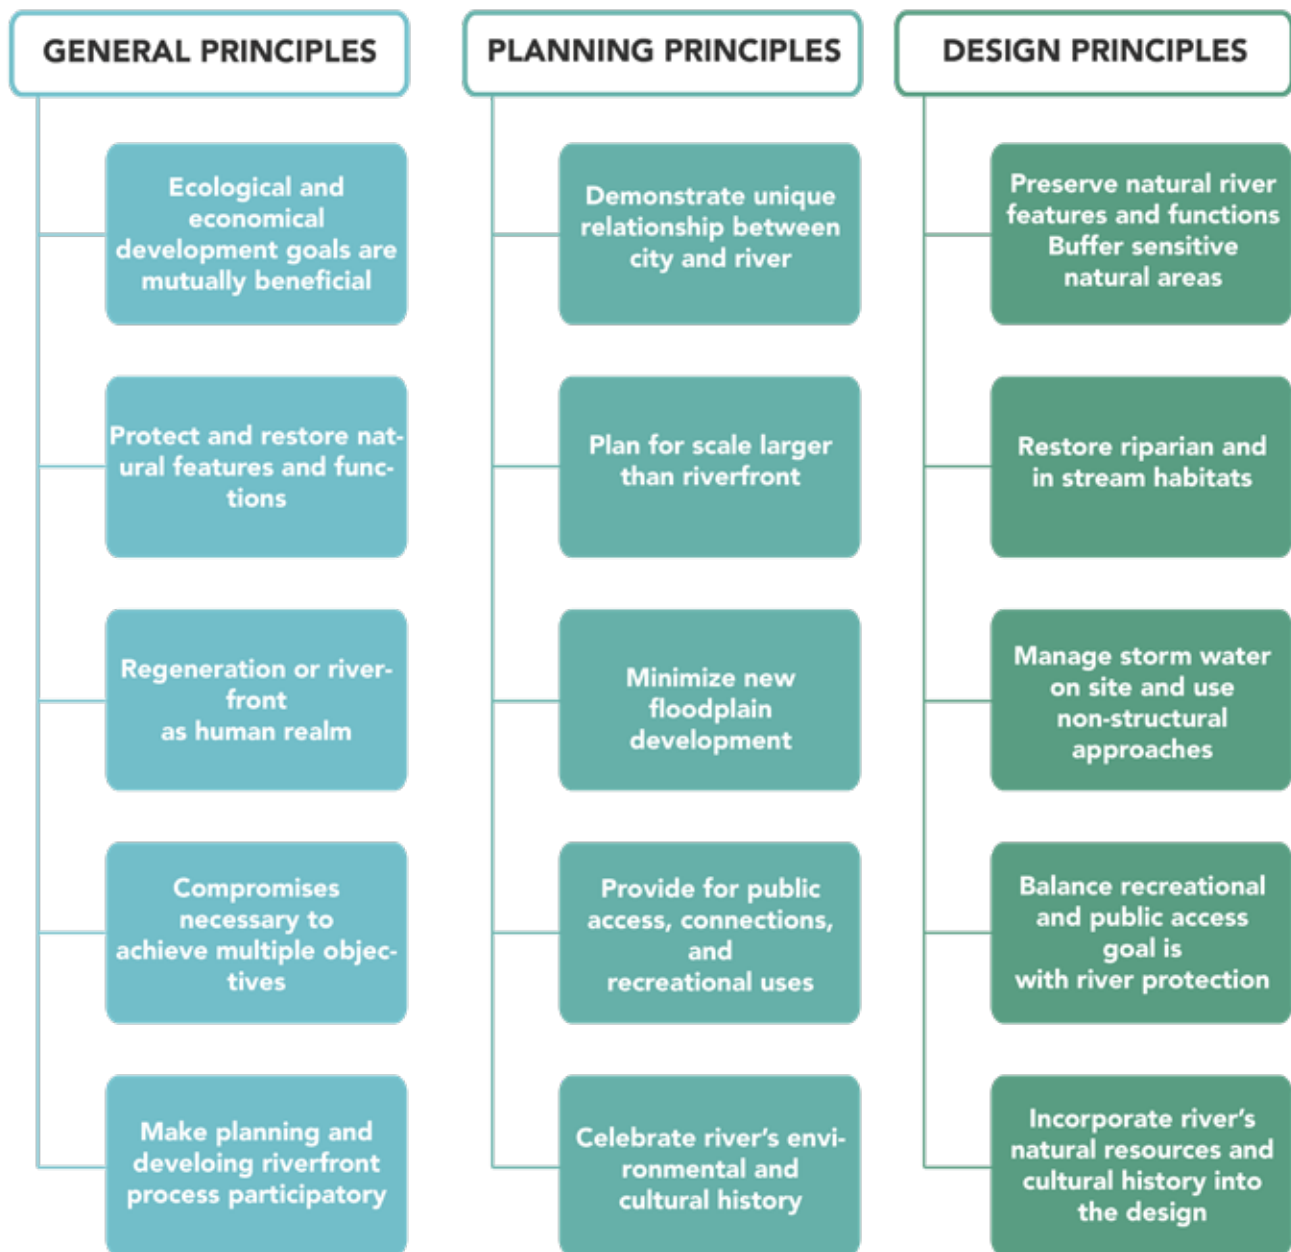 GENERAL PRINCIPLES
Ecological and
economical
development goals are
mutually beneficial
Protect and restore nat-
ural features and func-
tions
Regeneration or river-
front
as human realm
Compromises
necessary to
achieve multiple objec-
tives
Make planning and
develoing riverfront
process participatory
PLANNING PRINCIPLES
Demonstrate unique
relationship between
city and river
Plan for scale larger
than riverfront
Minimize new
floodplain
development
Provide for public
access, connections,
and
recreational uses
Celebrate river's envi-
ronmental and
cultural history
DESIGN PRINCIPLES
Preserve natural river
features and functions
Buffer sensitive
natural areas
Restore riparian and
in stream habitats
Manage storm water
on site and use
non-structural
approaches
Balance recreational
and public access
goal is
with river protection
Incorporate river's
natural resources and
cultural history into
the design